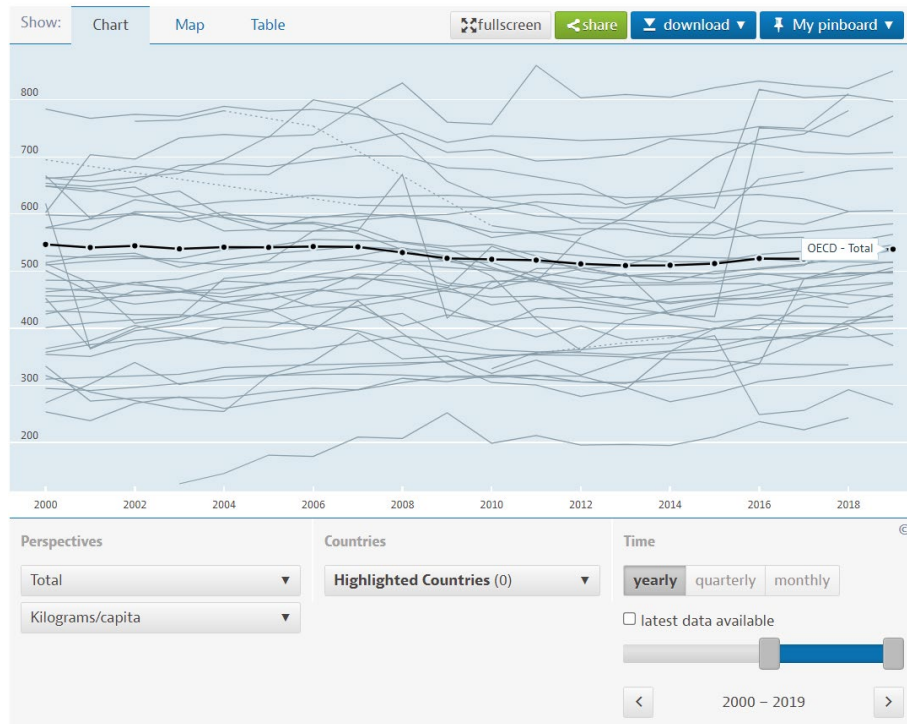 Show: Chart Map Table fullscreen share download ▼ My pinboard ▼
800
700
600
500
400
300
200
OECD - Total
2000 2002 2004 2006 2008 2010 2012 2014 2016 2018
©
Perspectives
Total ▼
Kilograms/capita ▼
Countries
Highlighted Countries (0) ▼
Time
yearly quarterly monthly
latest data available
< 2000 – 2019 >